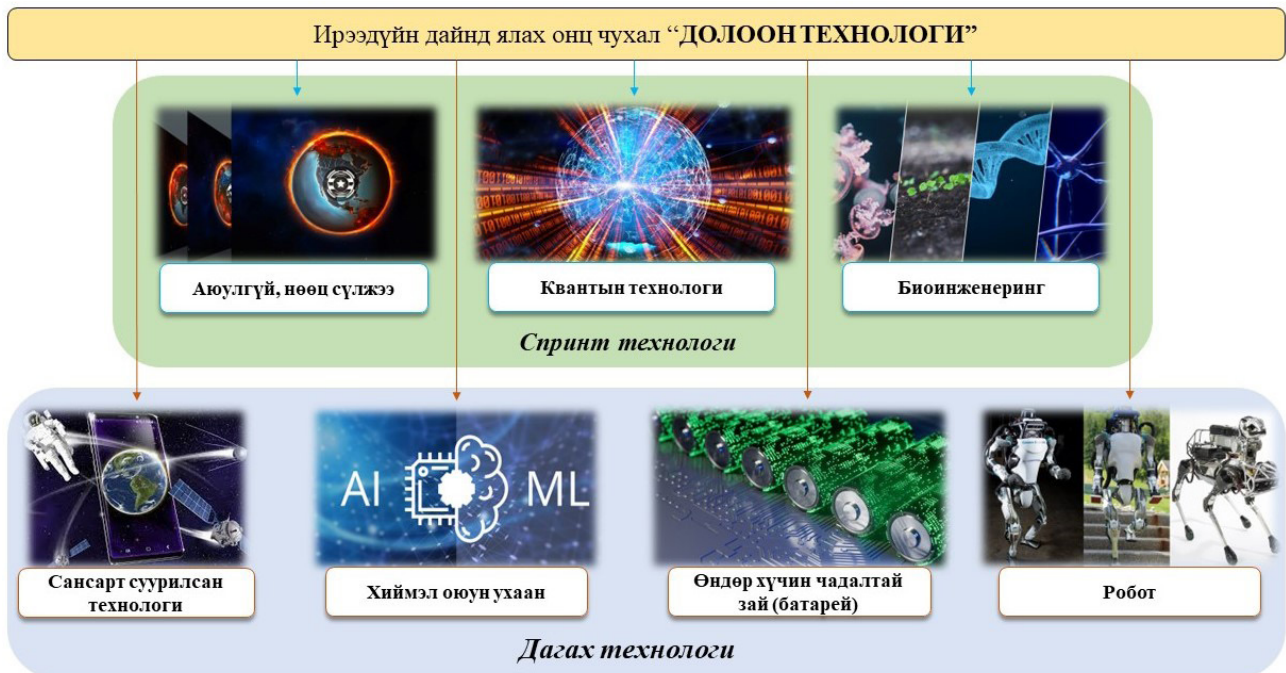 Ирээдүйн дайнд ялах онц чухал “ДОЛООН ТЕХНОЛОГИ”
Аюулгүй, нөөц сүлжээ
Квантын технологи
Биоинженеринг
Спринт технологи
AI
ML
Сансарт суурилсан
технологи
Хиймэл оюун ухаан
Өндөр хүчин чадалтай
зай (батарей)
Робот
Дагах технологи